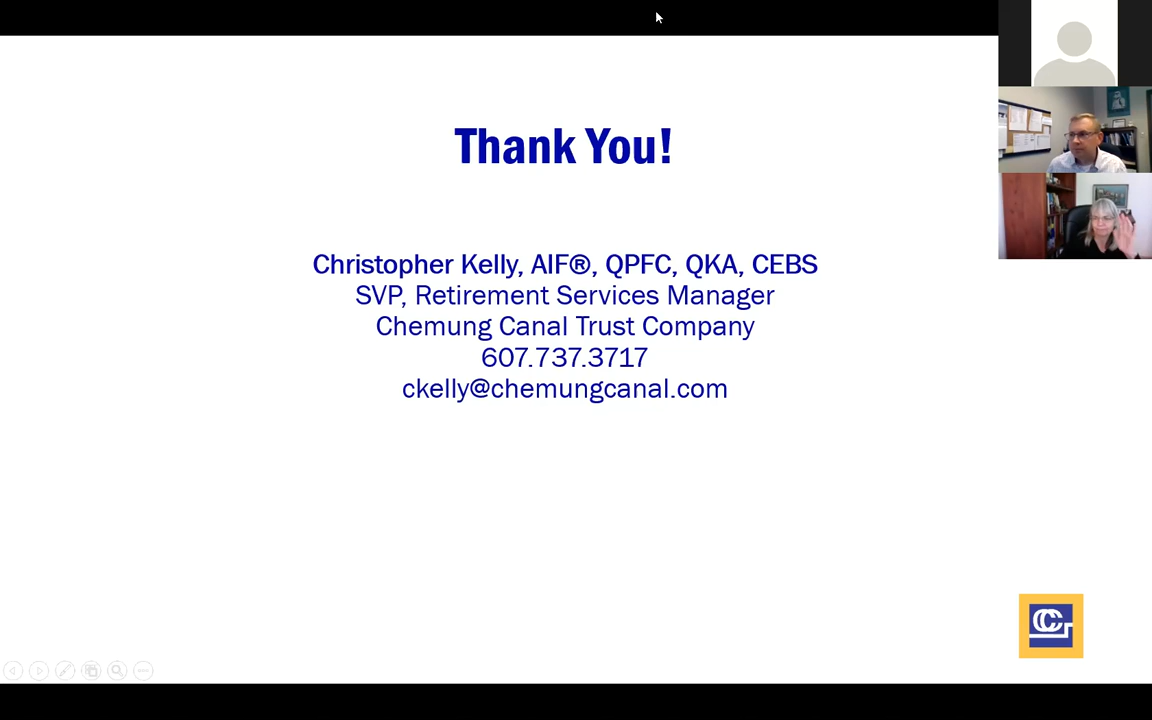 Thank You!
Christopher Kelly, AIF®, QPFC, QKA, CEBS
SVP, Retirement Services Manager
Chemung Canal Trust Company
607.737.3717
ckelly@chemungcanal.com